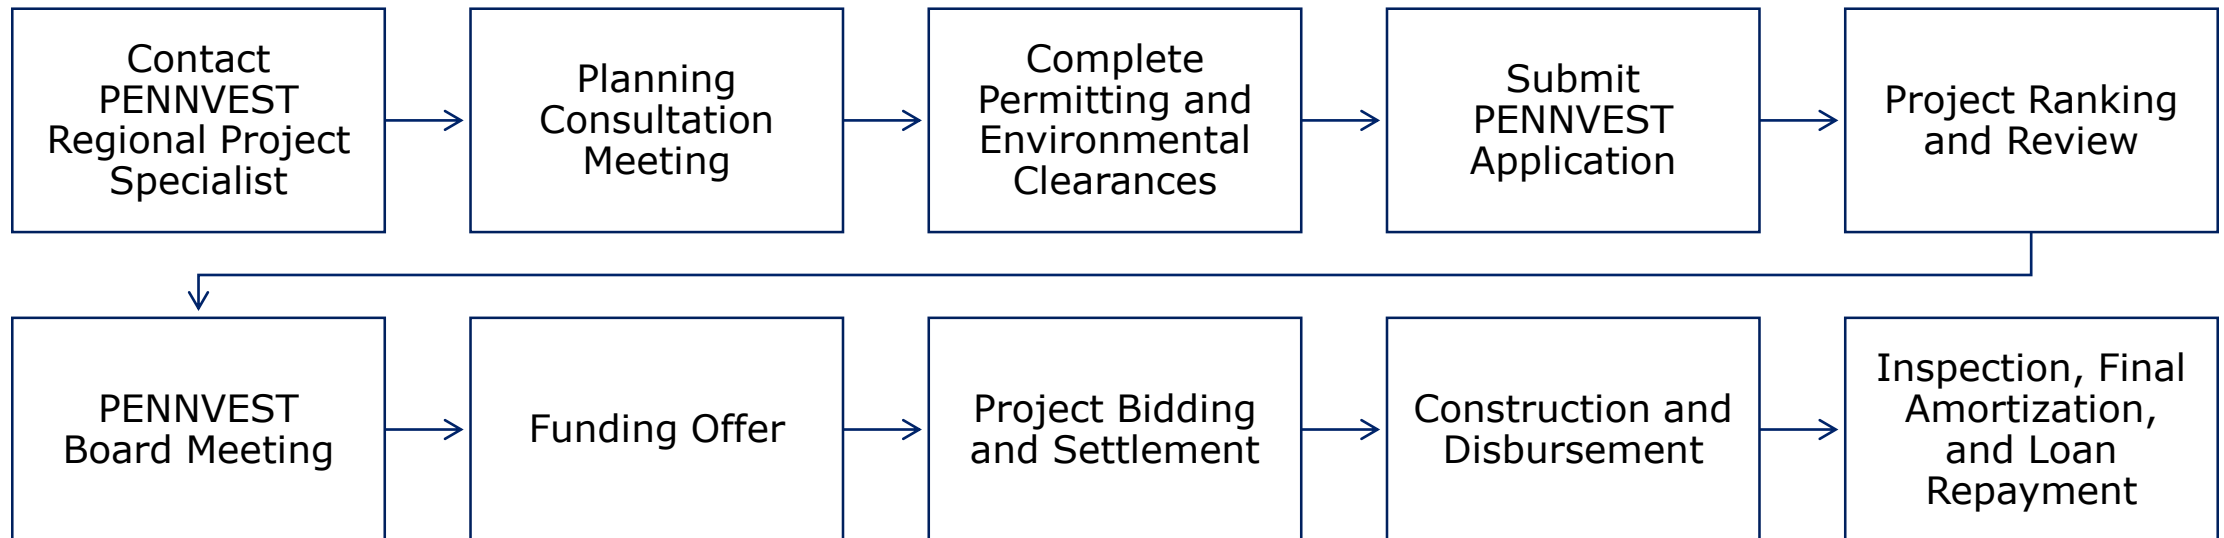 Contact
PENNVEST
Regional Project
Specialist
Planning
Consultation
Meeting
Complete
Permitting and
Environmental
Clearances
Submit
PENNVEST
Application
Project Ranking
and Review
PENNVEST
Board Meeting
Funding Offer
Project Bidding
and Settlement
Construction and
Disbursement
Inspection, Final
Amortization,
and Loan
Repayment